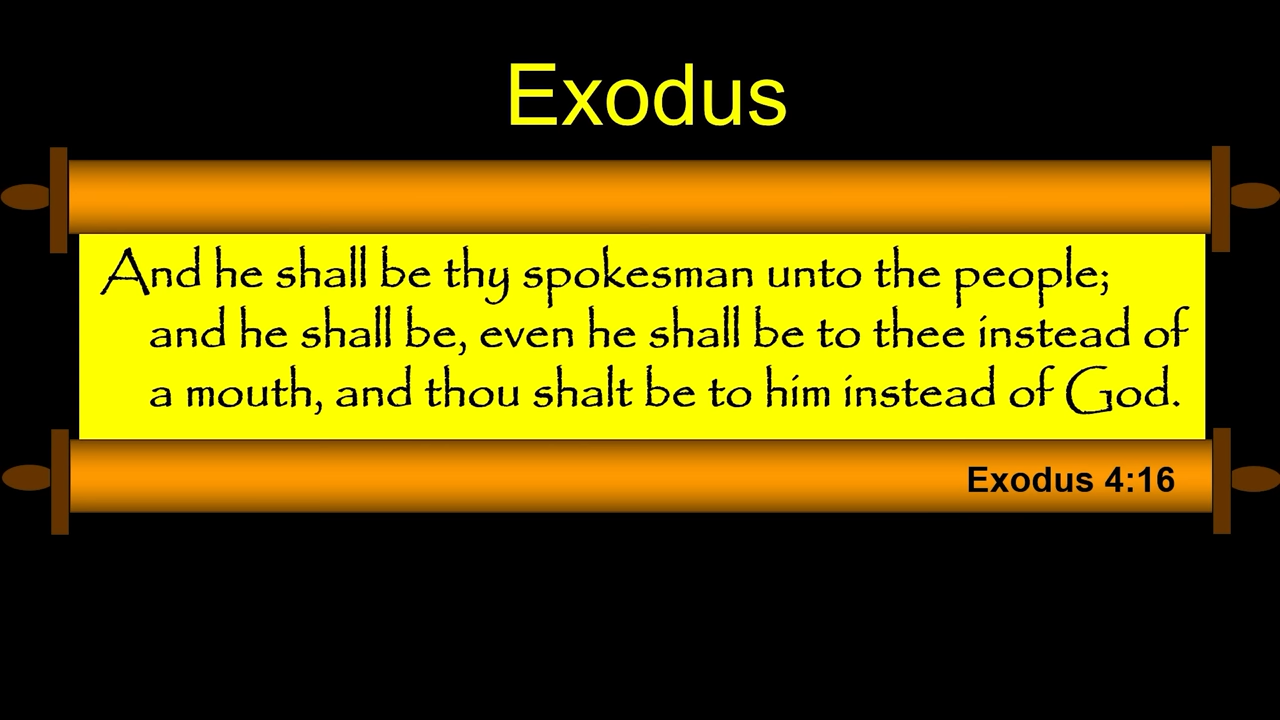 Exodus
And he shall be thy spokesman unto the people;
and he shall be, even he shall be to thee instead of
a mouth, and thou shalt be to him instead of God.
Exodus 4:16